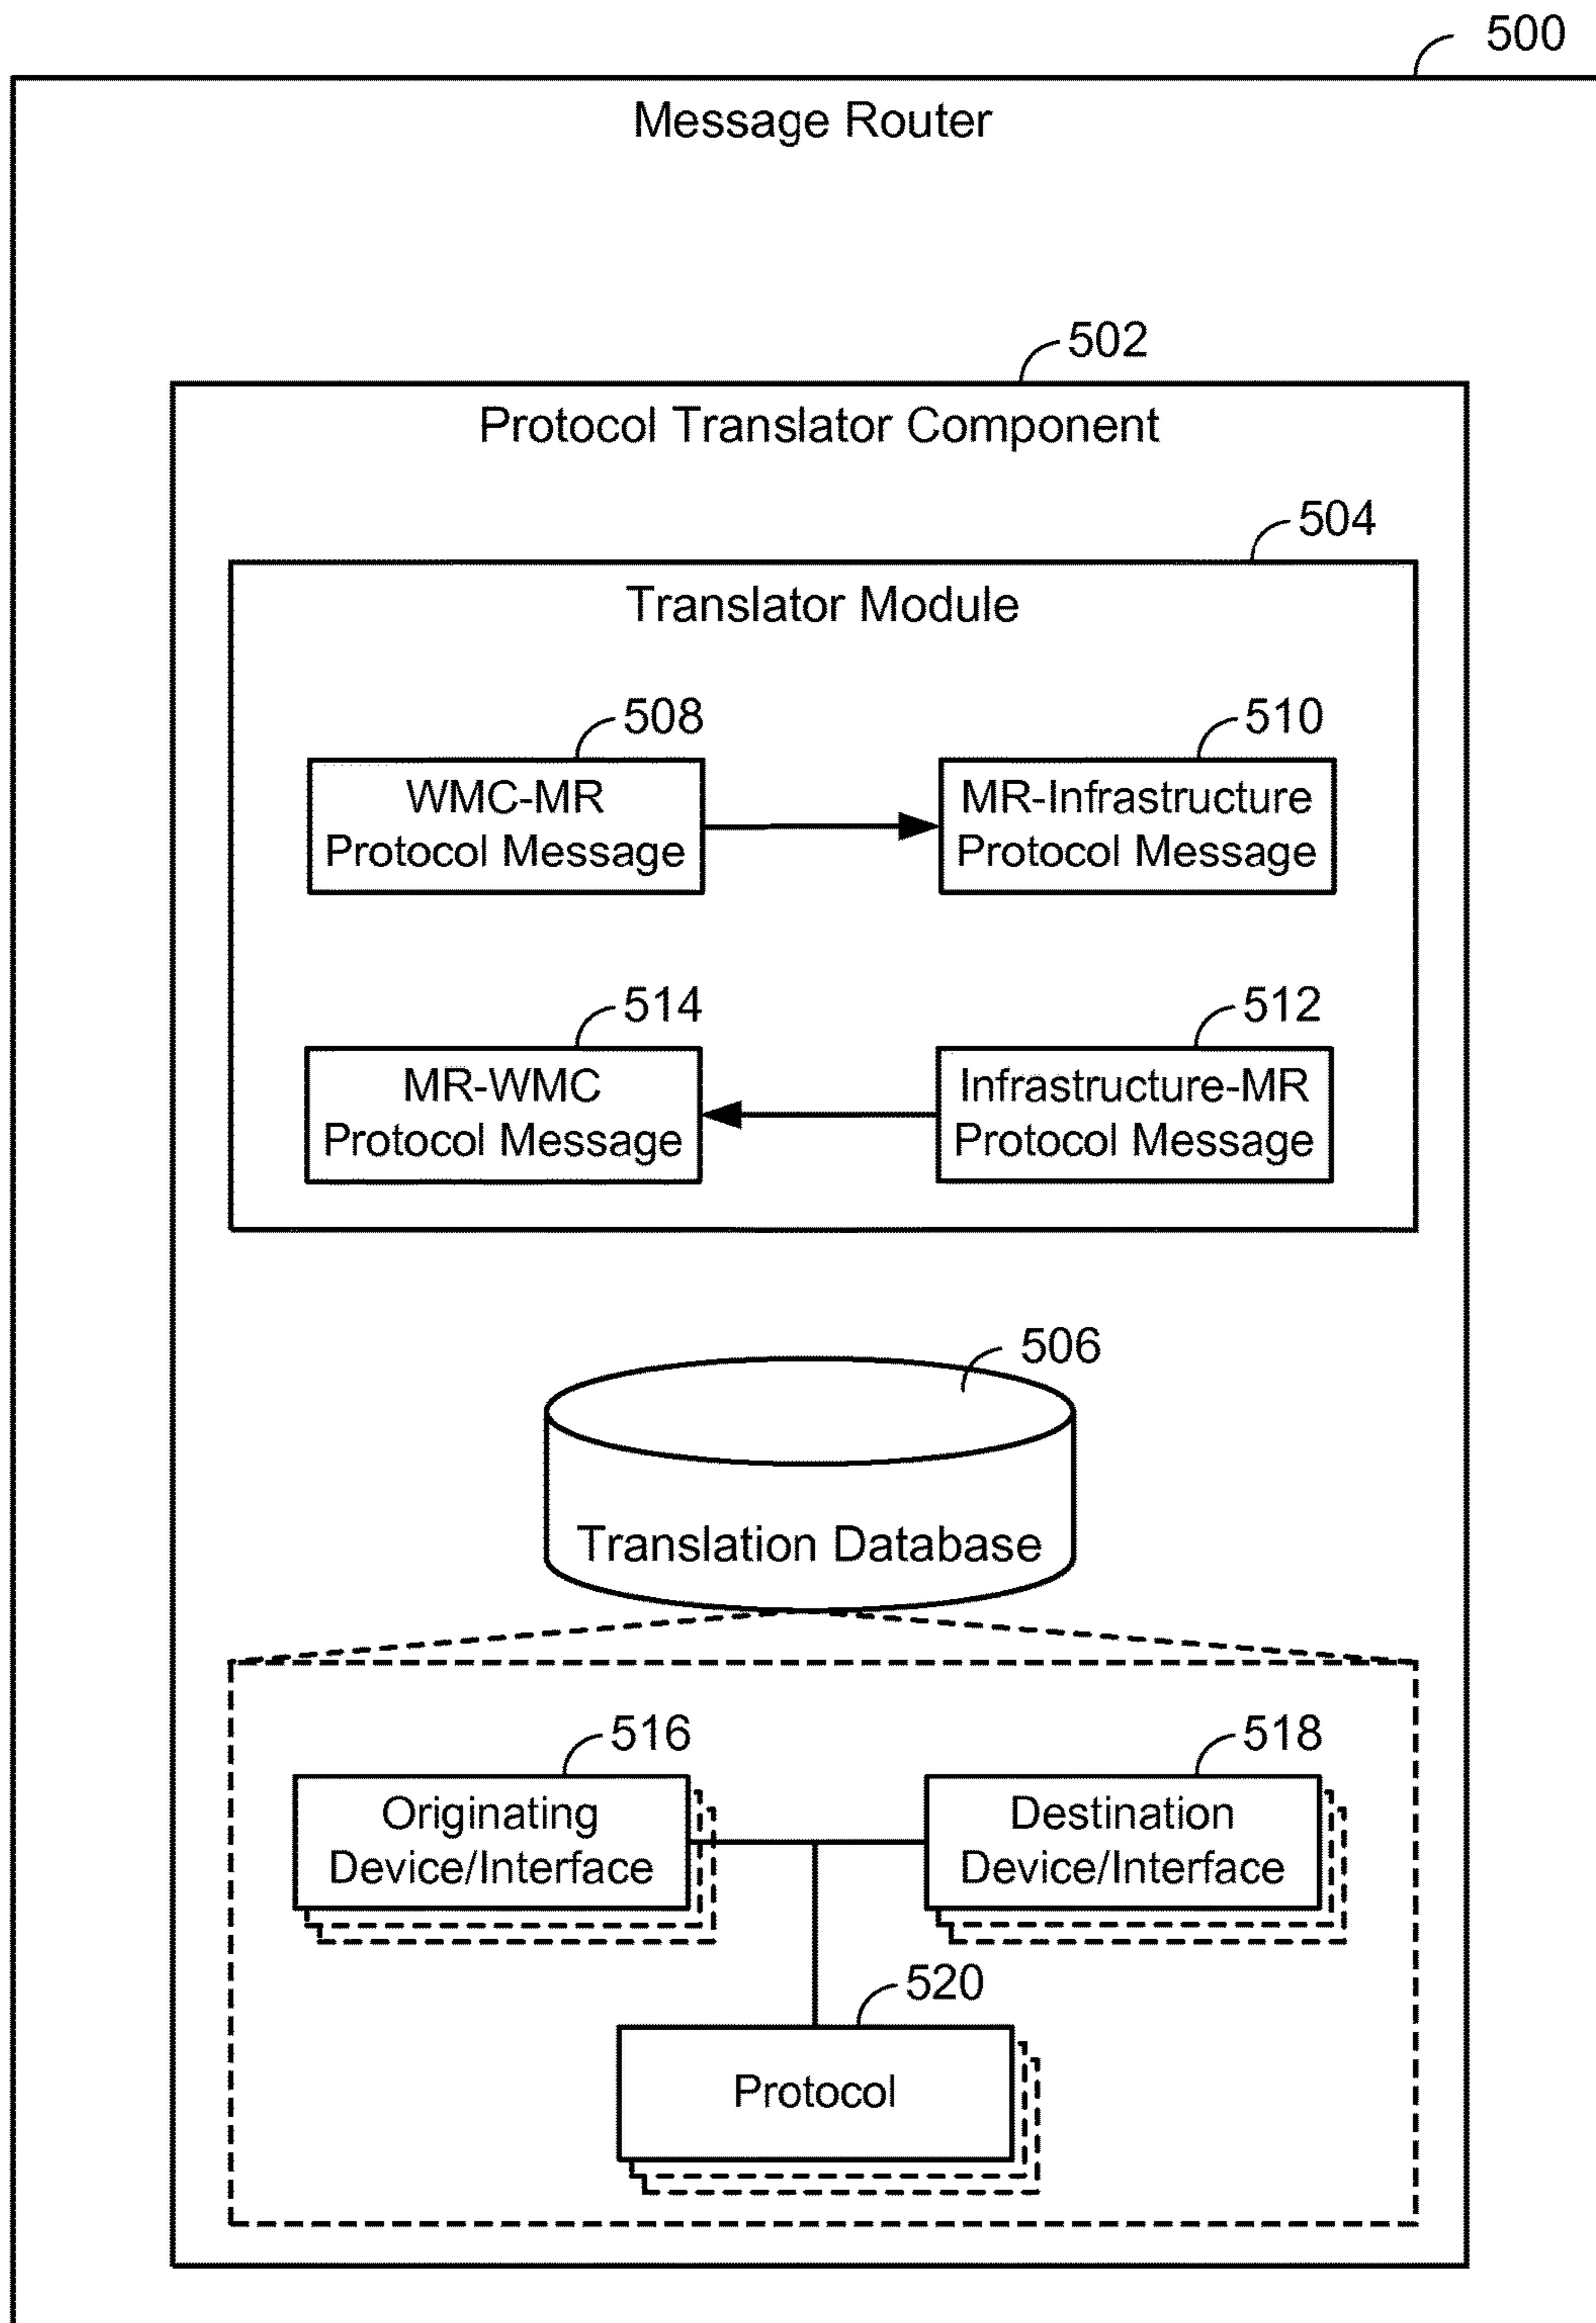 500
Message Router
502
Protocol Translator Component
504
Translator Module
508
510
WMC-MR
Protocol Message
MR-Infrastructure
Protocol Message
514
512
MR-WMC
Protocol Message
Infrastructure-MR
Protocol Message
506
Translation Database
516
518
Originating
Device/Interface
Destination
Device/Interface
520
Protocol